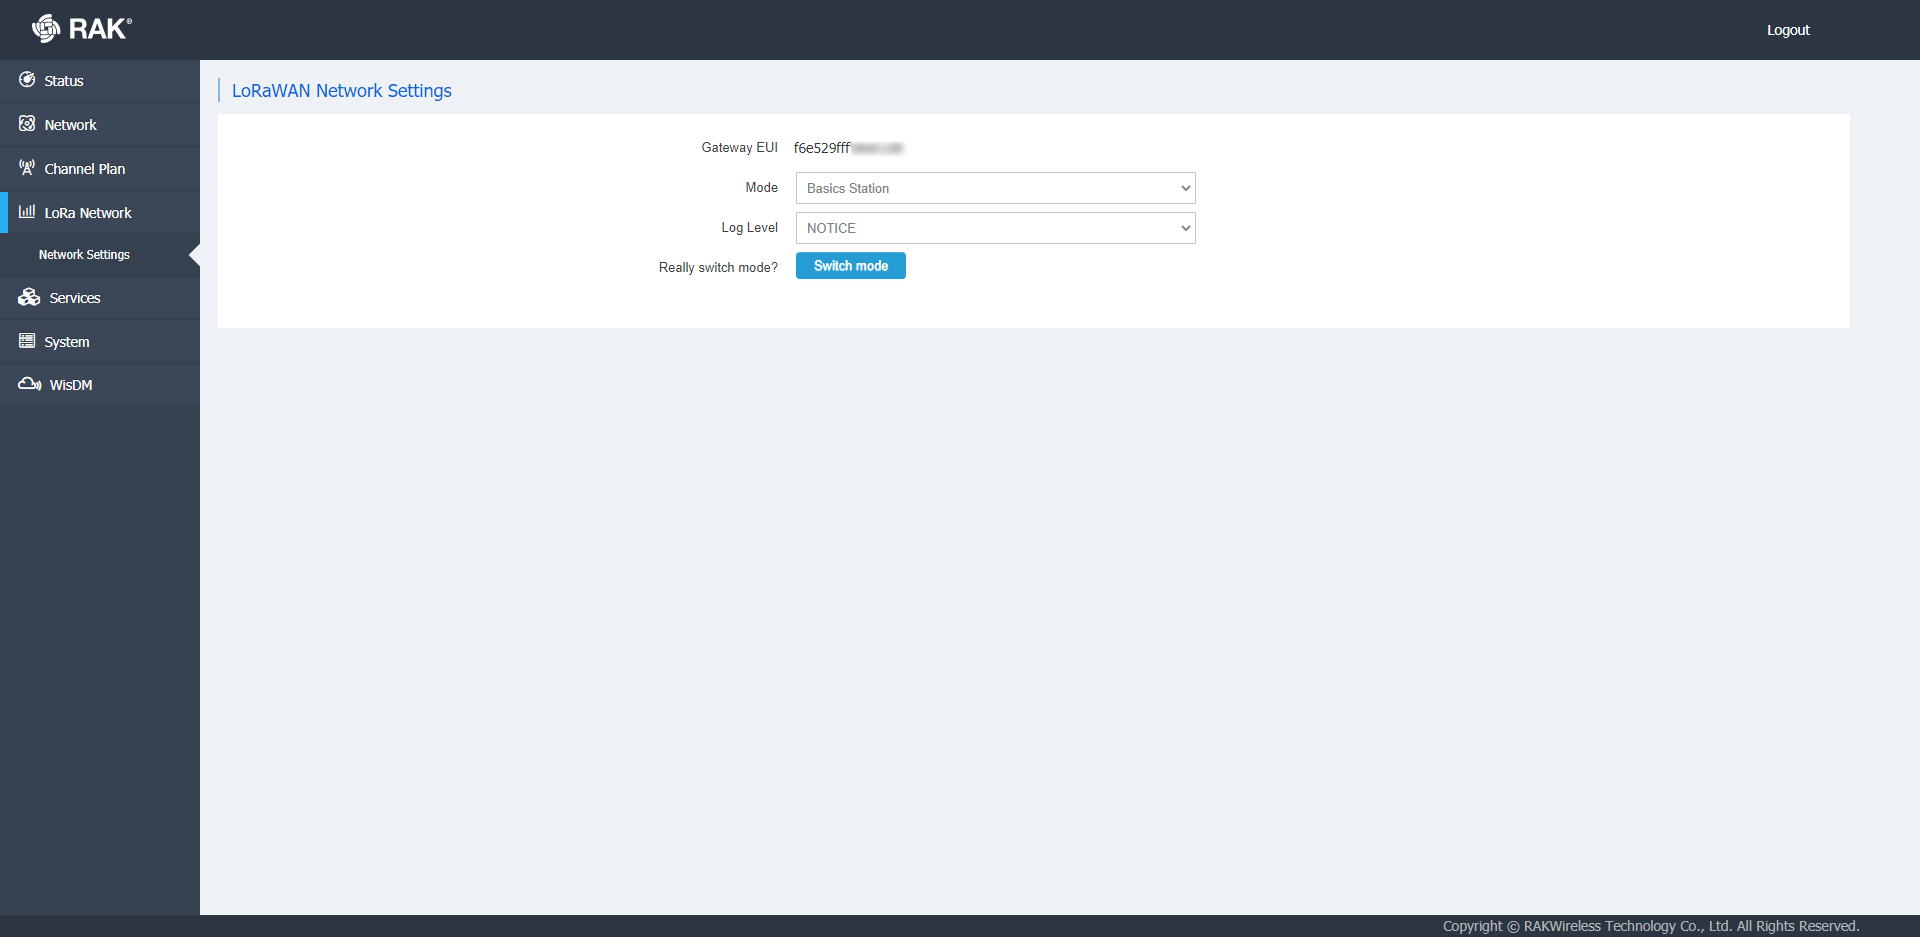 RAK®
Logout
Status
Network
Channel Plan
LoRa Network
Network Settings
Services
System
WisDM
LoRaWAN Network Settings
Gateway EUI f6e529fff
Mode Basics Station
Log Level NOTICE
Really switch mode? Switch mode
Copyright © RAKWireless Technology Co., Ltd. All Rights Reserved.